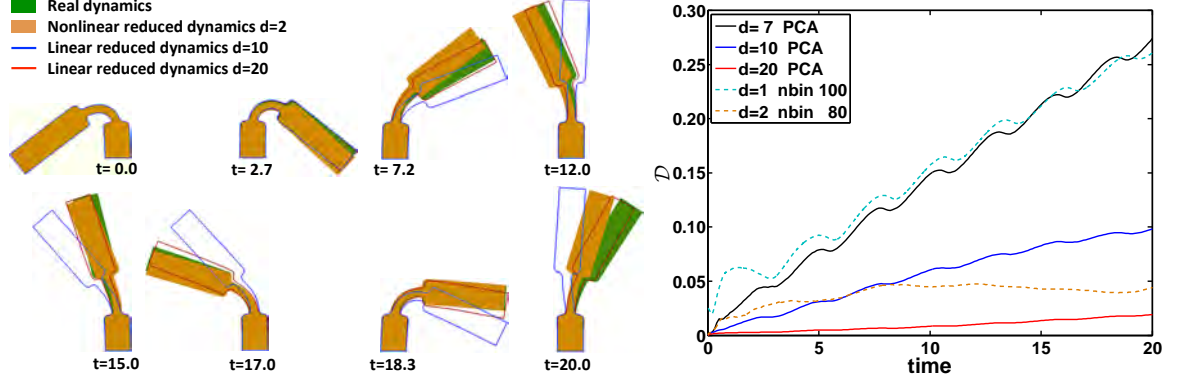 Real dynamics
Nonlinear reduced dynamics d=2
Linear reduced dynamics d=10
Linear reduced dynamics d=20
t= 0.0
t= 2.7
t= 7.2
t=12.0
t=15.0
t=17.0
t=18.3
t=20.0
0.30
0.25
0.20
0.15
0.10
0.05
0
𝒟
d= 7 PCA
d=10 PCA
d=20 PCA
d=1 nbin 100
d=2 nbin 80
0 5 10 15 20
time